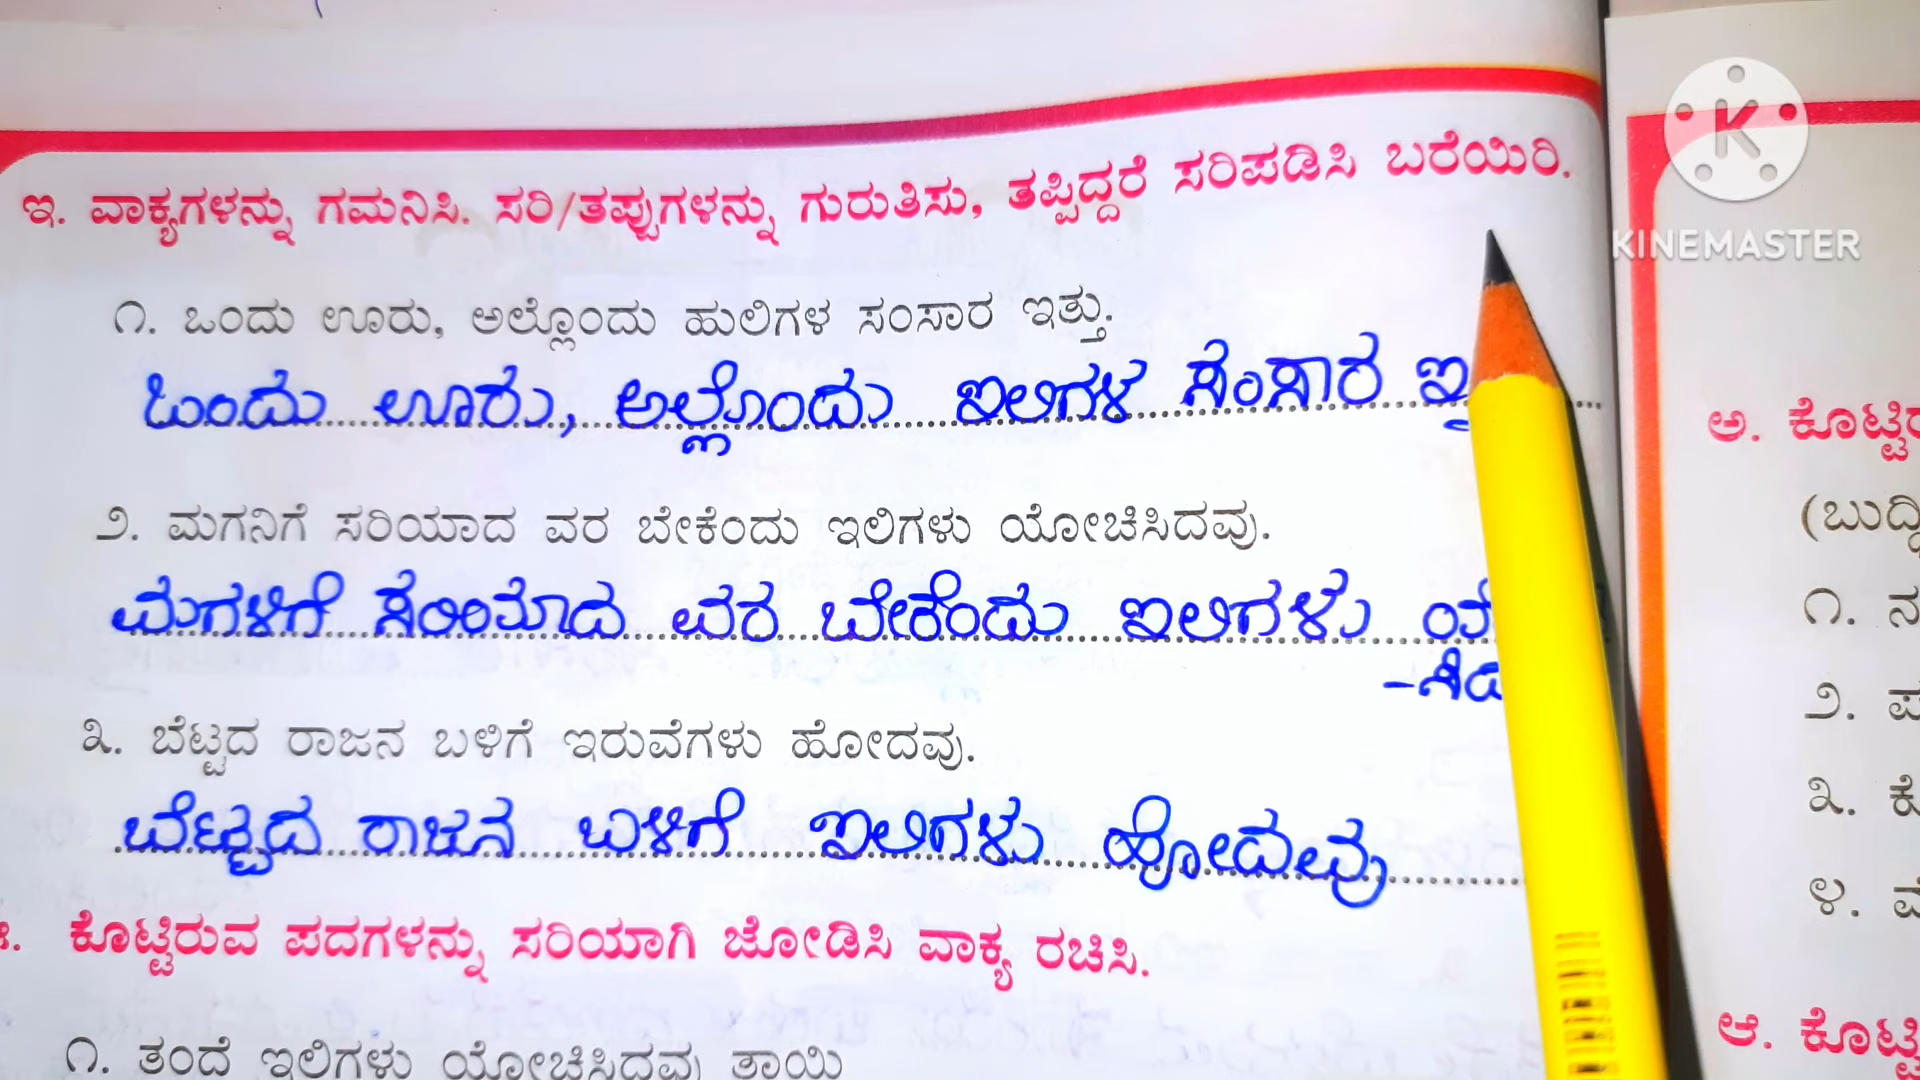 ಇ. ವಾಕ್ಯಗಳನ್ನು ಗಮನಿಸಿ. ಸರಿ/ತಪ್ಪುಗಳನ್ನು ಗುರುತಿಸು, ತಪ್ಪಿದ್ದರೆ ಸರಿಪಡಿಸಿ ಬರೆಯಿರಿ.
KINEMASTER
೧. ಒಂದು ಊರು, ಅಲ್ಲೊಂದು ಹುಲಿಗಳ ಸಂಸಾರ ಇತ್ತು.
ಒಂದು ಊರು, ಅಲ್ಲೊಂದು ಇಲಿಗಳ ಸಂಸಾರ
೨. ಮಗನಿಗೆ ಸರಿಯಾದ ವರ ಬೇಕೆಂದು ಇಲಿಗಳು ಯೋಚಿಸಿದವು.
ಮಗಳಿಗೆ ಸರಿಯಾದ ವರ ಬೇಕೆಂದು ಇಲಿಗಳು
೩. ಬೆಟ್ಟದ ರಾಜನ ಬಳಿಗೆ ಇರುವೆಗಳು ಹೋದವು.
ಬೆಟ್ಟದ ರಾಜನ ಬಳಿಗೆ ಇಲಿಗಳು ಹೋದವು
ಕೊಟ್ಟಿರುವ ಪದಗಳನ್ನು ಸರಿಯಾಗಿ ಜೋಡಿಸಿ ವಾಕ್ಯ ರಚಿಸಿ.
೧. ತಂದೆ ಇಲಿಗಳು ಯೋಚಿಸಿದವು ತಾಯಿ
ಅ.
೧.
೨.
೩.
೪.
ಆ.